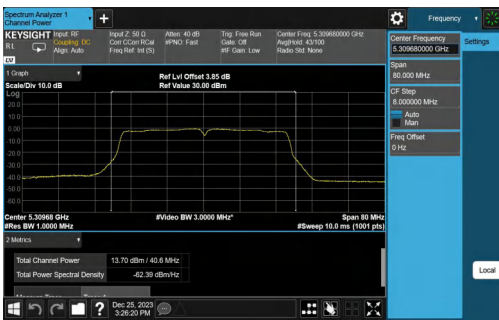 Spectrum Analyzer 1
Channel Power
+
Frequency
KEYSIGHT
RL
Input: RF
Coupling: DC
Align: Auto
Input Z: 50 Ω
Corr CCorr RCal
Freq Ref: Int (S)
Atten: 40 dB
#PNO: Fast
Trig: Free Run
Gate: Off
#IF Gain: Low
Center Freq: 5.309680000 GHz
Avg|Hold: 43/100
Radio Std: None
Center Frequency
5.309680000 GHz
Settings
Span
80.000 MHz
CF Step
8.000000 MHz
Auto
Man
Freq Offset
0 Hz
Local
1 Graph
Scale/Div 10.0 dB
Ref Lvl Offset 3.85 dB
Ref Value 30.00 dBm
Log
20.0
10.0
0.00
-10.0
-20.0
-30.0
-40.0
-50.0
-60.0
Center 5.30968 GHz
#Res BW 1.0000 MHz
#Video BW 3.0000 MHz*
Span 80 MHz
#Sweep 10.0 ms (1001 pts)
2 Metrics
Total Channel Power 13.70 dBm / 40.6 MHz
Total Power Spectral Density -62.39 dBm/Hz
?
Dec 25, 2023
3:26:20 PM